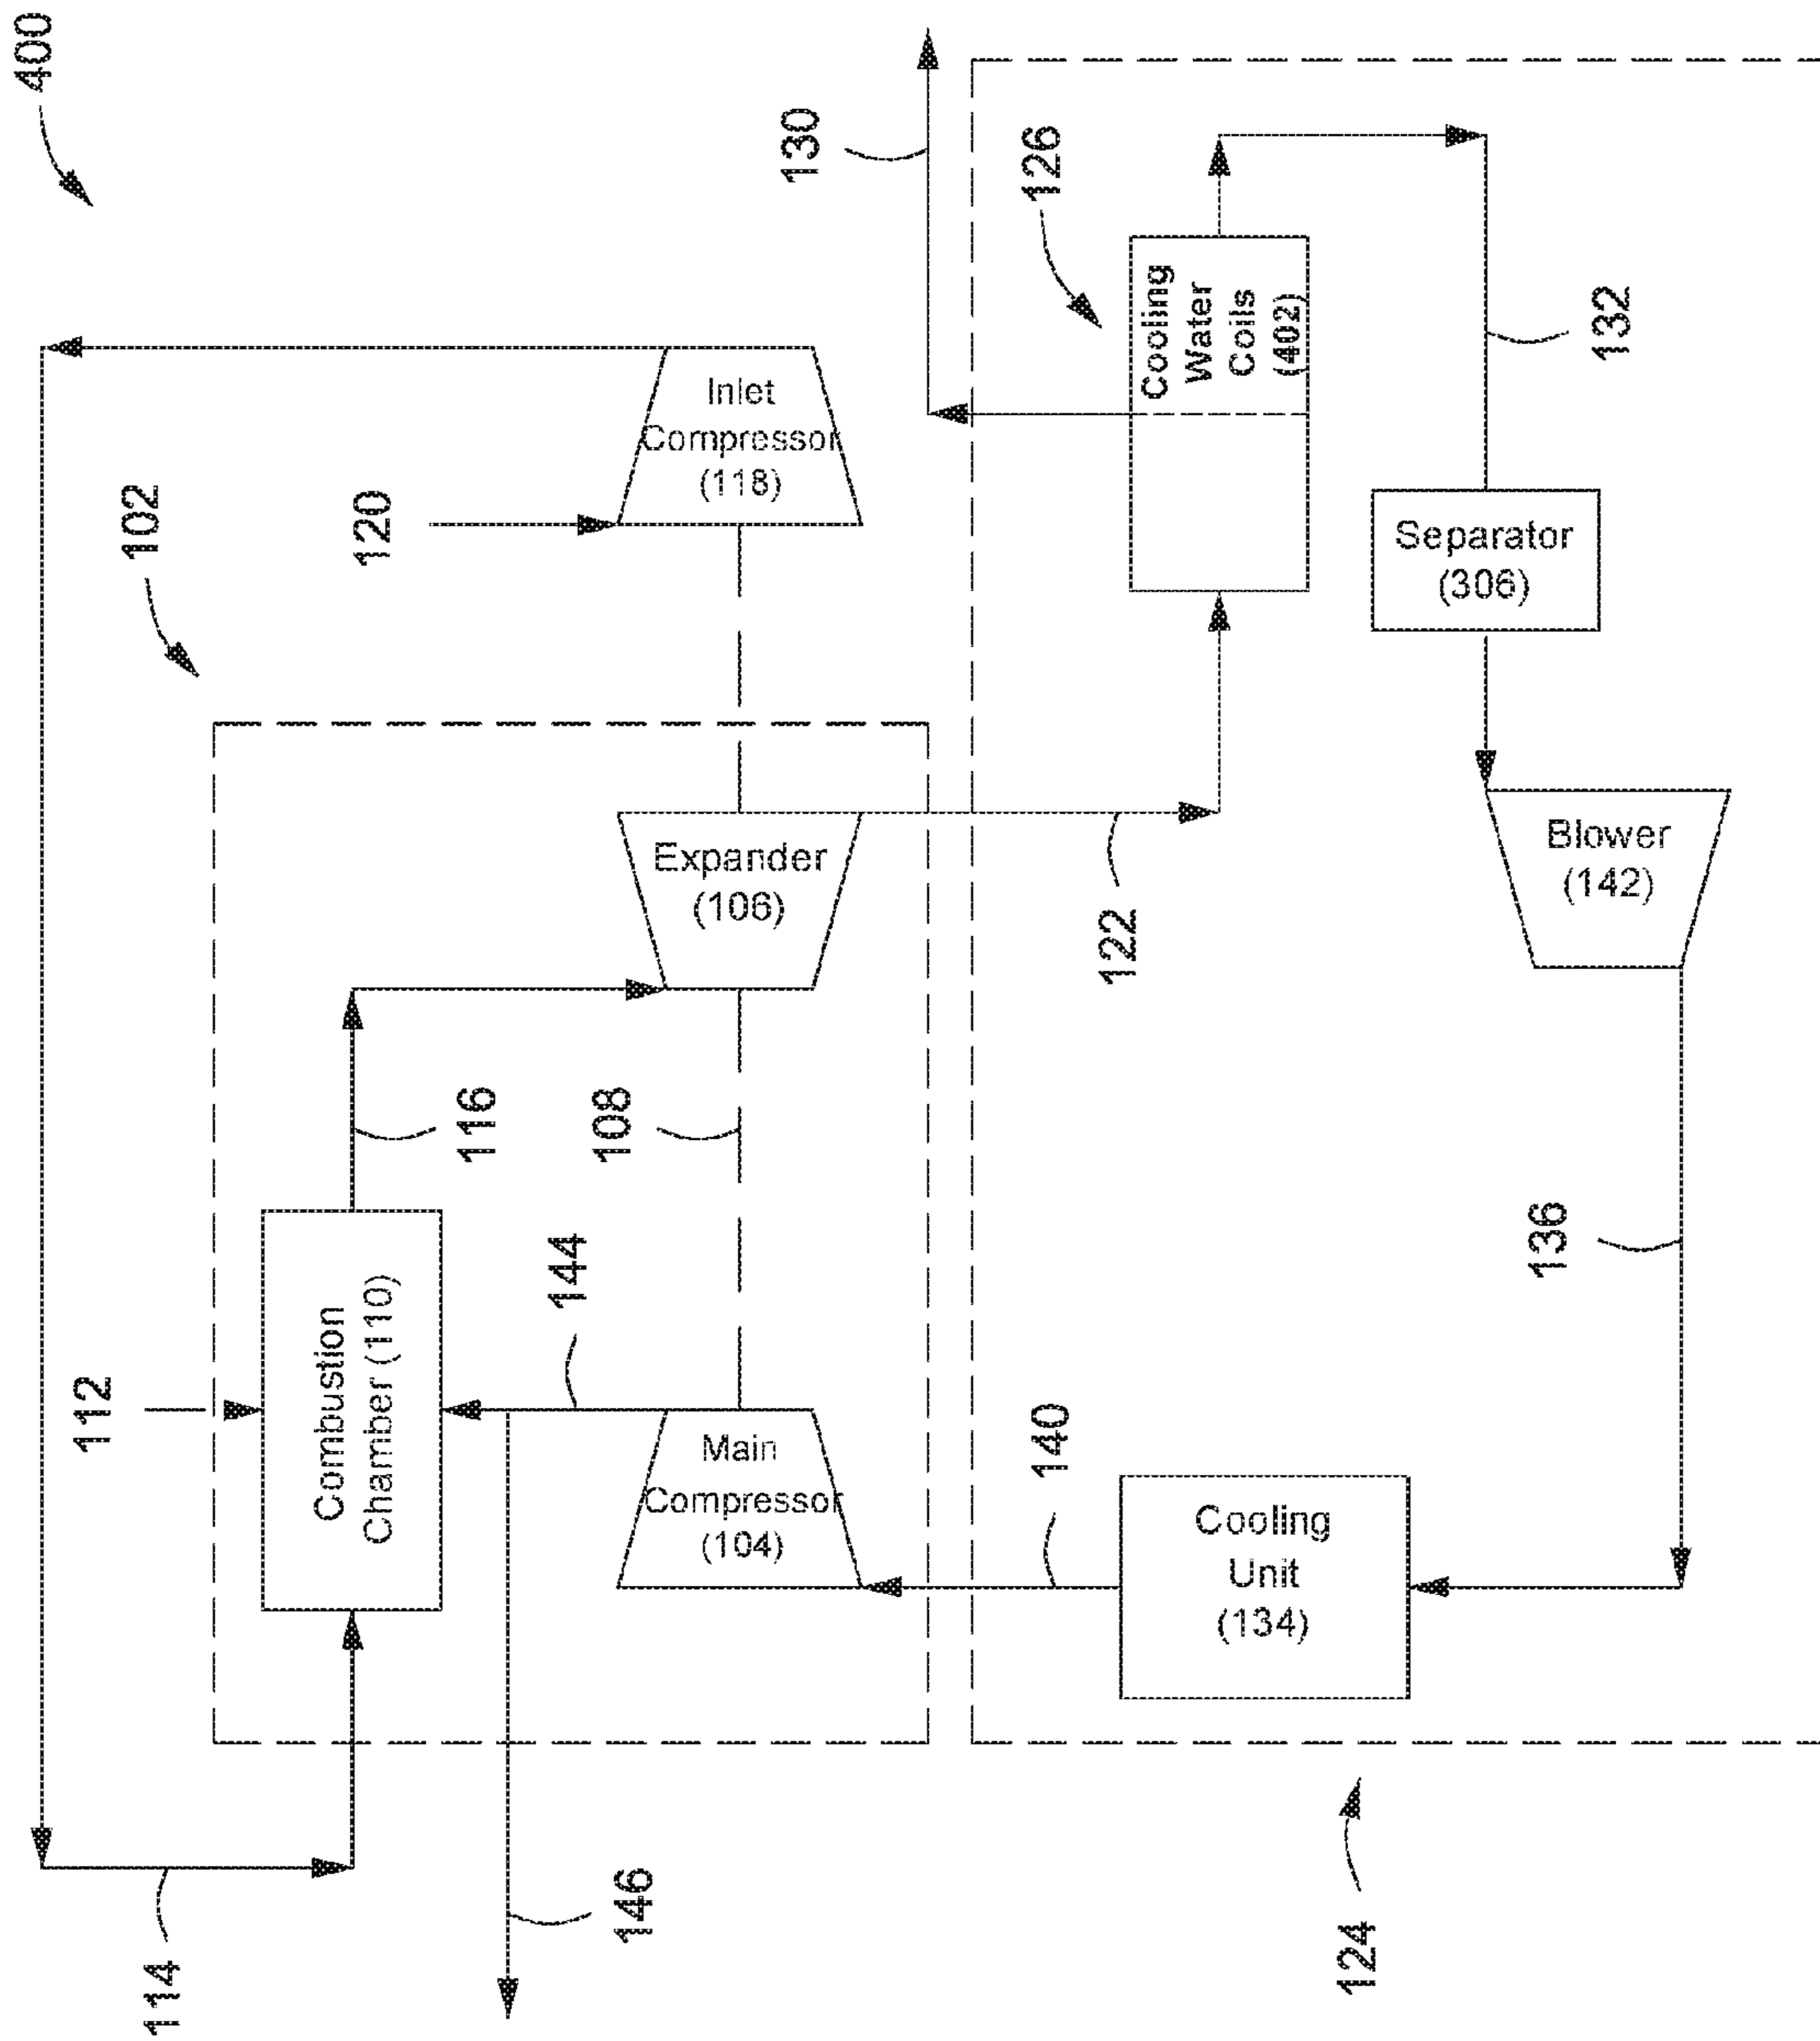 400
102
112
114
Combustion
Chamber (110)
116
120
Inlet
Compressor
(118)
144
108
Expander
(106)
Main
Compressor
(104)
146
130
126
122
140
Cooling
Water
Coils
(402)
132
Separator
(306)
Blower
(142)
Cooling
Unit
(134)
136
124